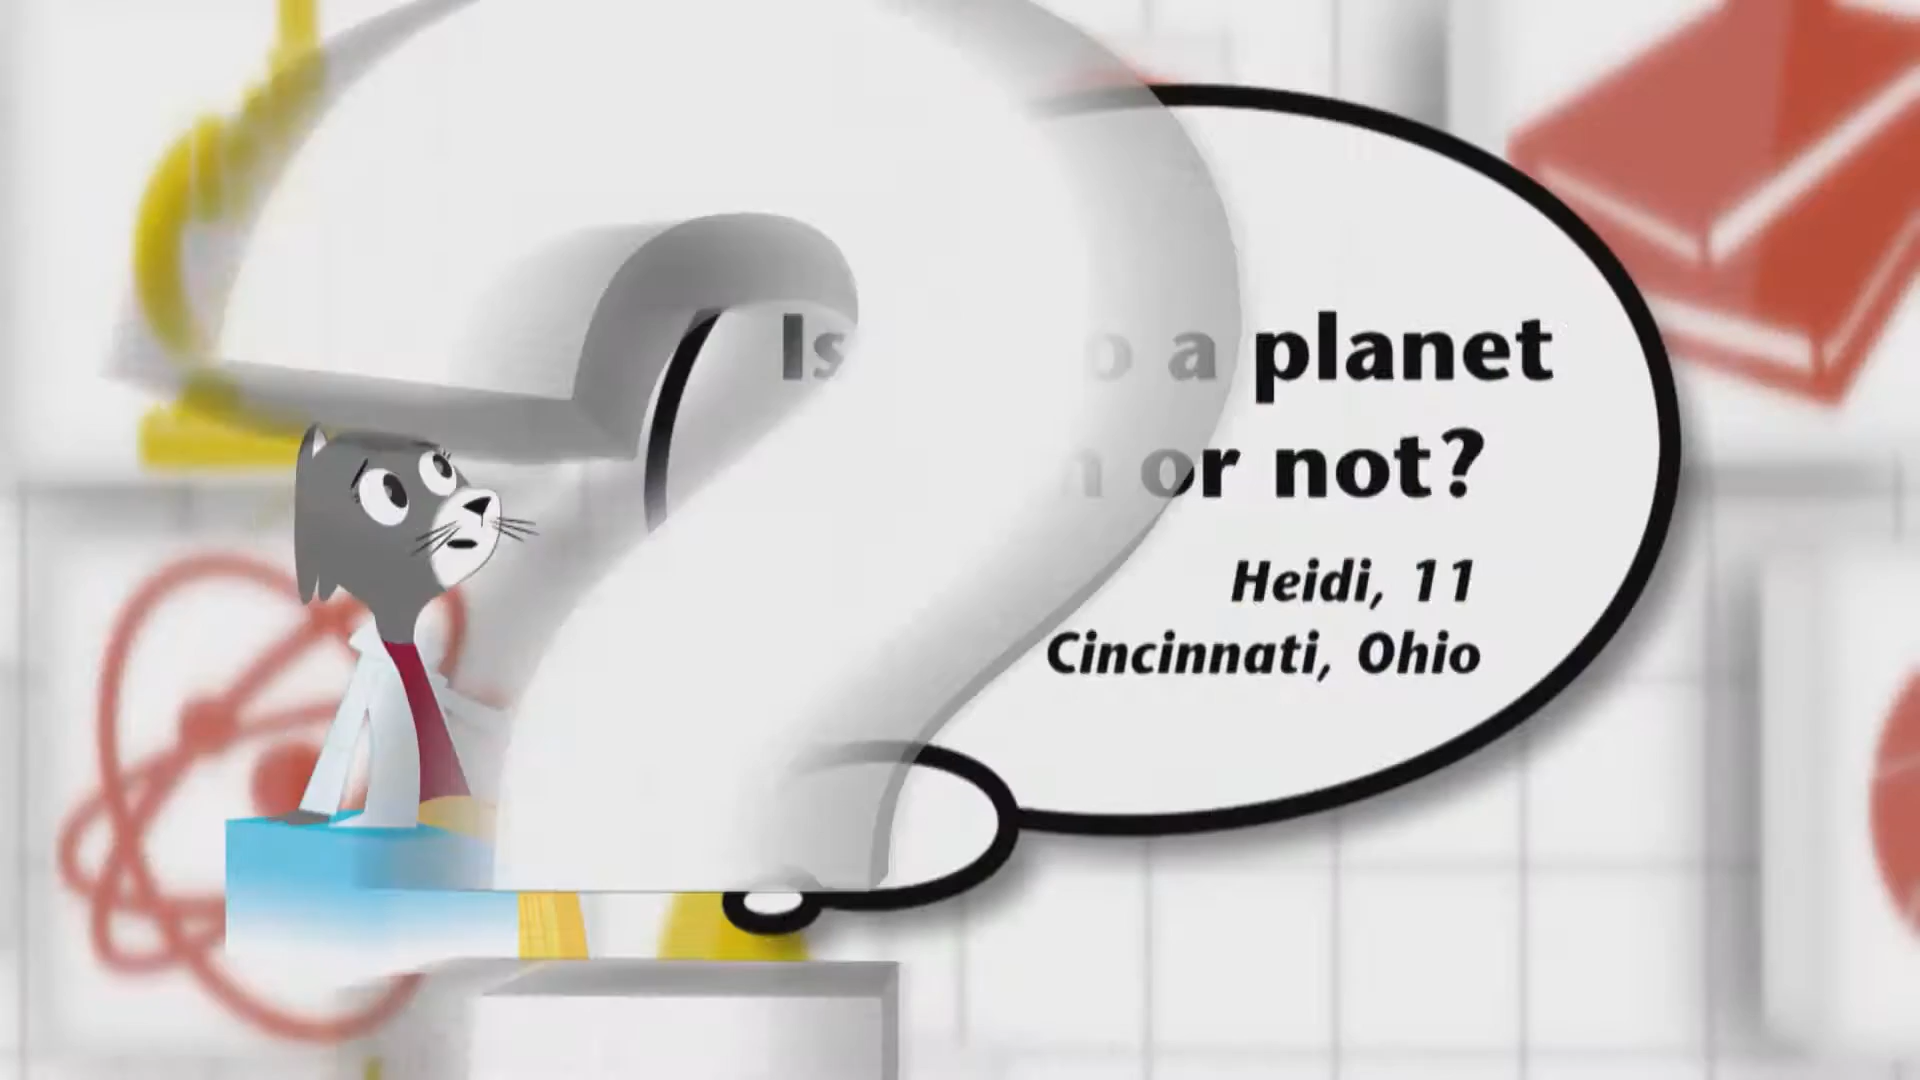 Is a planet
or not?
Heidi, 11
Cincinnati, Ohio